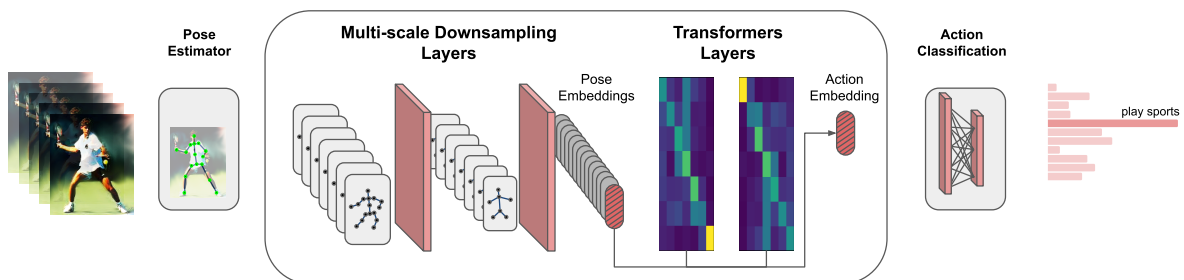 Pose
Estimator
Multi-scale Downsampling
Layers
Transformers
Layers
Action
Classification
Pose
Embeddings
Action
Embedding
play sports